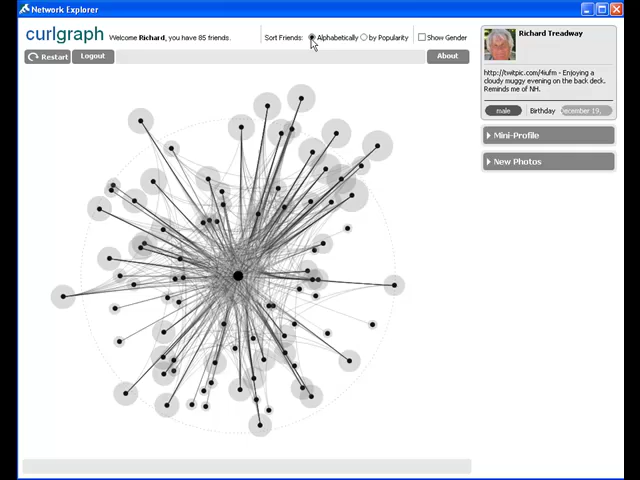 Network Explorer
curlgraph
Welcome Richard, you have 85 friends.
Sort Friends: Alphabetically by Popularity Show Gender
Restart Logout About
Richard Treadway
http://twitpic.com/4iufm - Enjoying a
cloudy muggy evening on the back deck.
Reminds me of NH.
male Birthday December 19,
Mini-Profile
New Photos